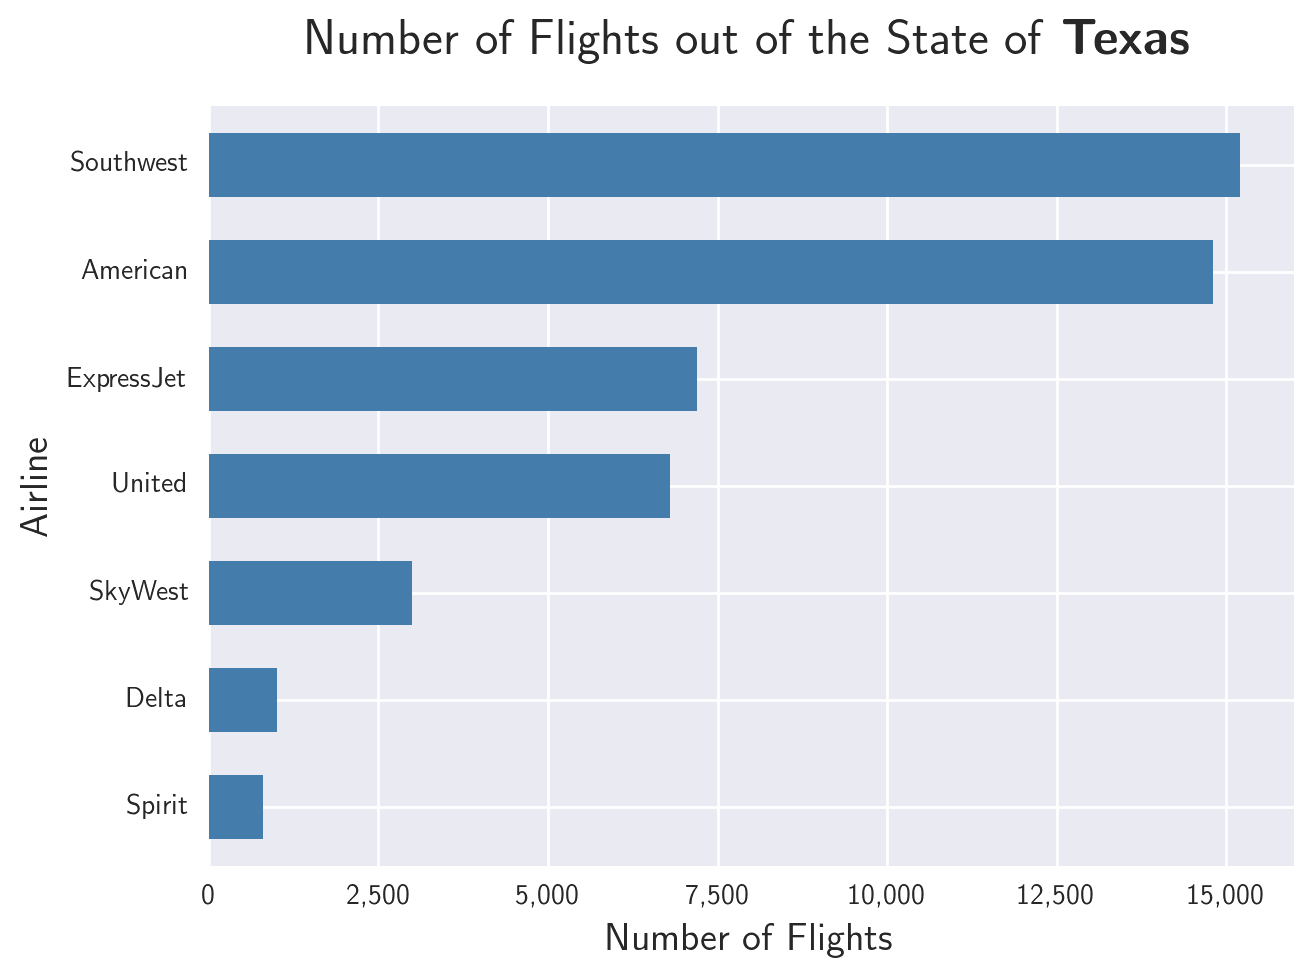 Number of Flights out of the State of Texas
Southwest
American
ExpressJet
United
SkyWest
Delta
Spirit
Airline
0 2,500 5,000 7,500 10,000 12,500 15,000
Number of Flights